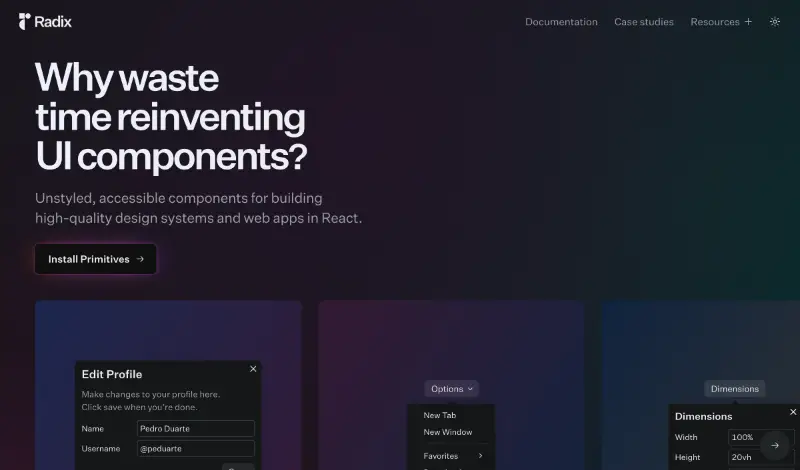 Radix
Documentation Case studies Resources
Why waste
time reinventing
UI components?
Unstyled, accessible components for building
high-quality design systems and web apps in React.
Install Primitives →
Edit Profile
Make changes to your profile here.
Click save when you're done.
Name Pedro Duarte
Username @peduarte
Options
New Tab
New Window
Favorites
Dimensions
Dimensions
Width 100%
Height 20vh